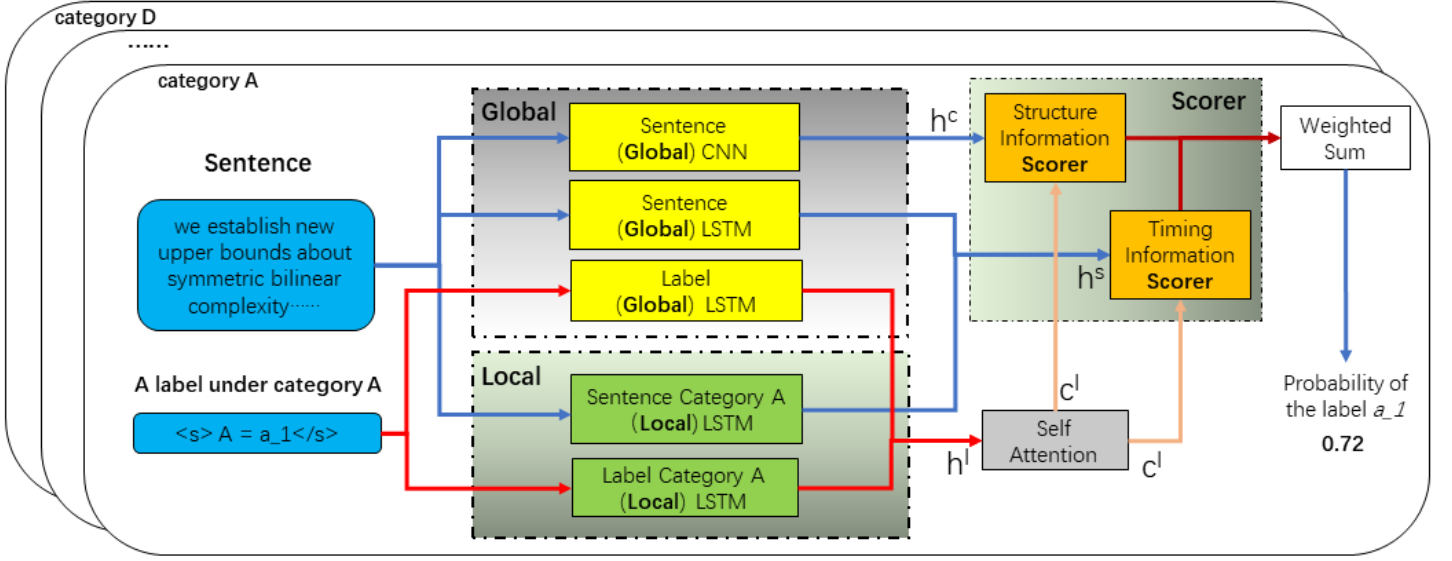 category D
......
category A
Sentence
we establish new
upper bounds about
symmetric bilinear
complexity······
A label under category A
<s> A = a_1</s>
Global
Sentence
(Global) CNN
Sentence
(Global) LSTM
Label
(Global) LSTM
Local
Sentence Category A
(Local) LSTM
Label Category A
(Local) LSTM
h^c
h^s
h^l
c^l
c^l
Self
Attention
Scorer
Structure
Information
Scorer
Timing
Information
Scorer
Weighted
Sum
Probability of
the label a_1
0.72